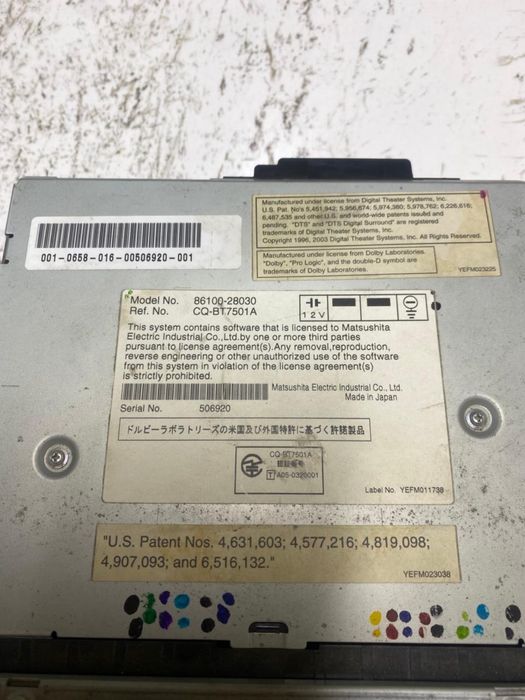 Manufactured under license from Digital Theater Systems, Inc.
U.S. Pat. No's 5,451,942; 5,956,674; 5,974,380; 5,978,762; 6,226,616;
6,487,535 and other U.S. and world-wide patents issued and
pending. "DTS" and "DTS Digital Surround" are registered
trademarks of Digital Theater Systems, Inc.
Copyright 1996, 2003 Digital Theater Systems, Inc. All Rights Reserved.
Manufactured under license from Dolby Laboratories.
"Dolby", "Pro Logic", and the double-D symbol are
trademarks of Dolby Laboratories.
YEFM023225
001-0658-016-00506920-001
Model No. 86100-28030
Ref. No. CQ-BT7501A
12V
This system contains software that is licensed to Matsushita
Electric Industrial Co.,Ltd.by one or more third parties
pursuant to license agreement(s).Any removal,reproduction,
reverse engineering or other unauthorized use of the software
from this system in violation of the license agreement(s)
is strictly prohibited.
Matsushita Electric Industrial Co., Ltd.
Made in Japan
Serial No. 506920
ドルビーラボラトリーズの米国及び外国特許に基づく許諾製品
CQ-BT7501A
認証番号
T A05-0320001
Label No. YEFM011738
"U.S. Patent Nos. 4,631,603; 4,577,216; 4,819,098;
4,907,093; and 6,516,132."
YEFM023038